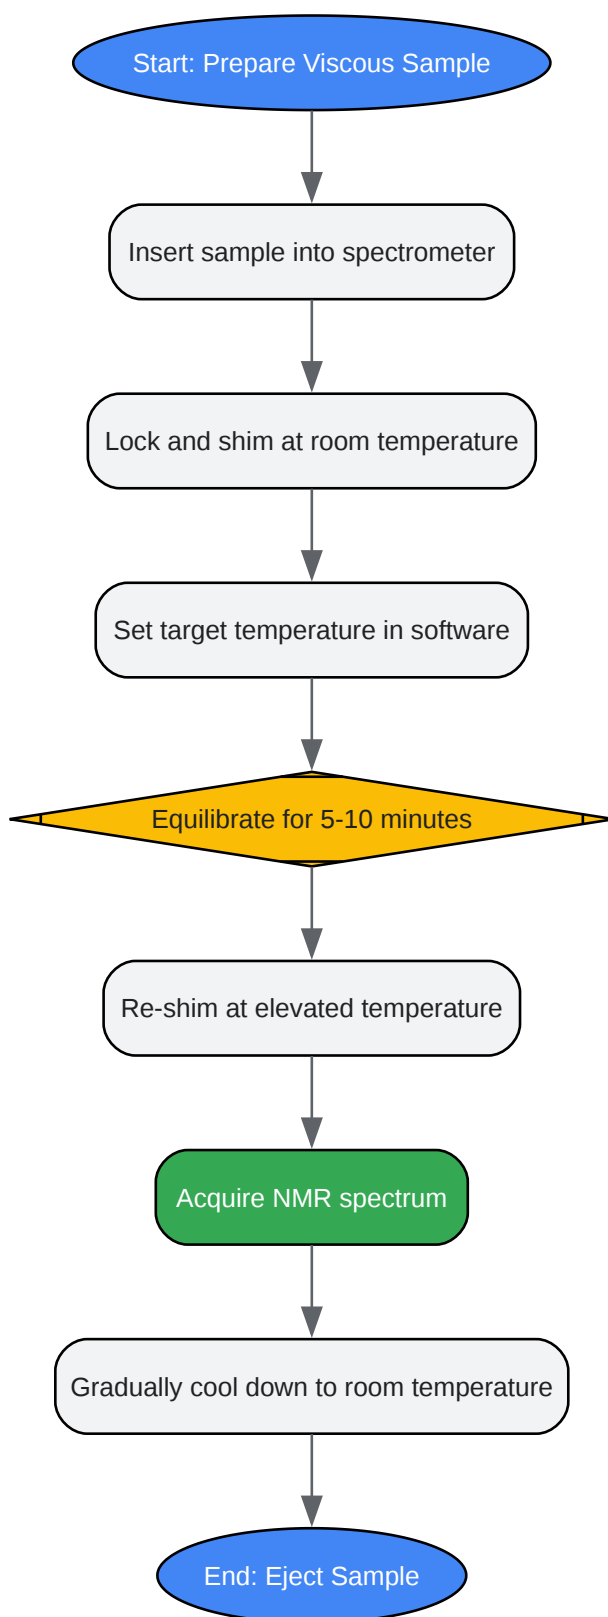 Start: Prepare Viscous Sample
Insert sample into spectrometer
Lock and shim at room temperature
Set target temperature in software
Equilibrate for 5-10 minutes
Re-shim at elevated temperature
Acquire NMR spectrum
Gradually cool down to room temperature
End: Eject Sample